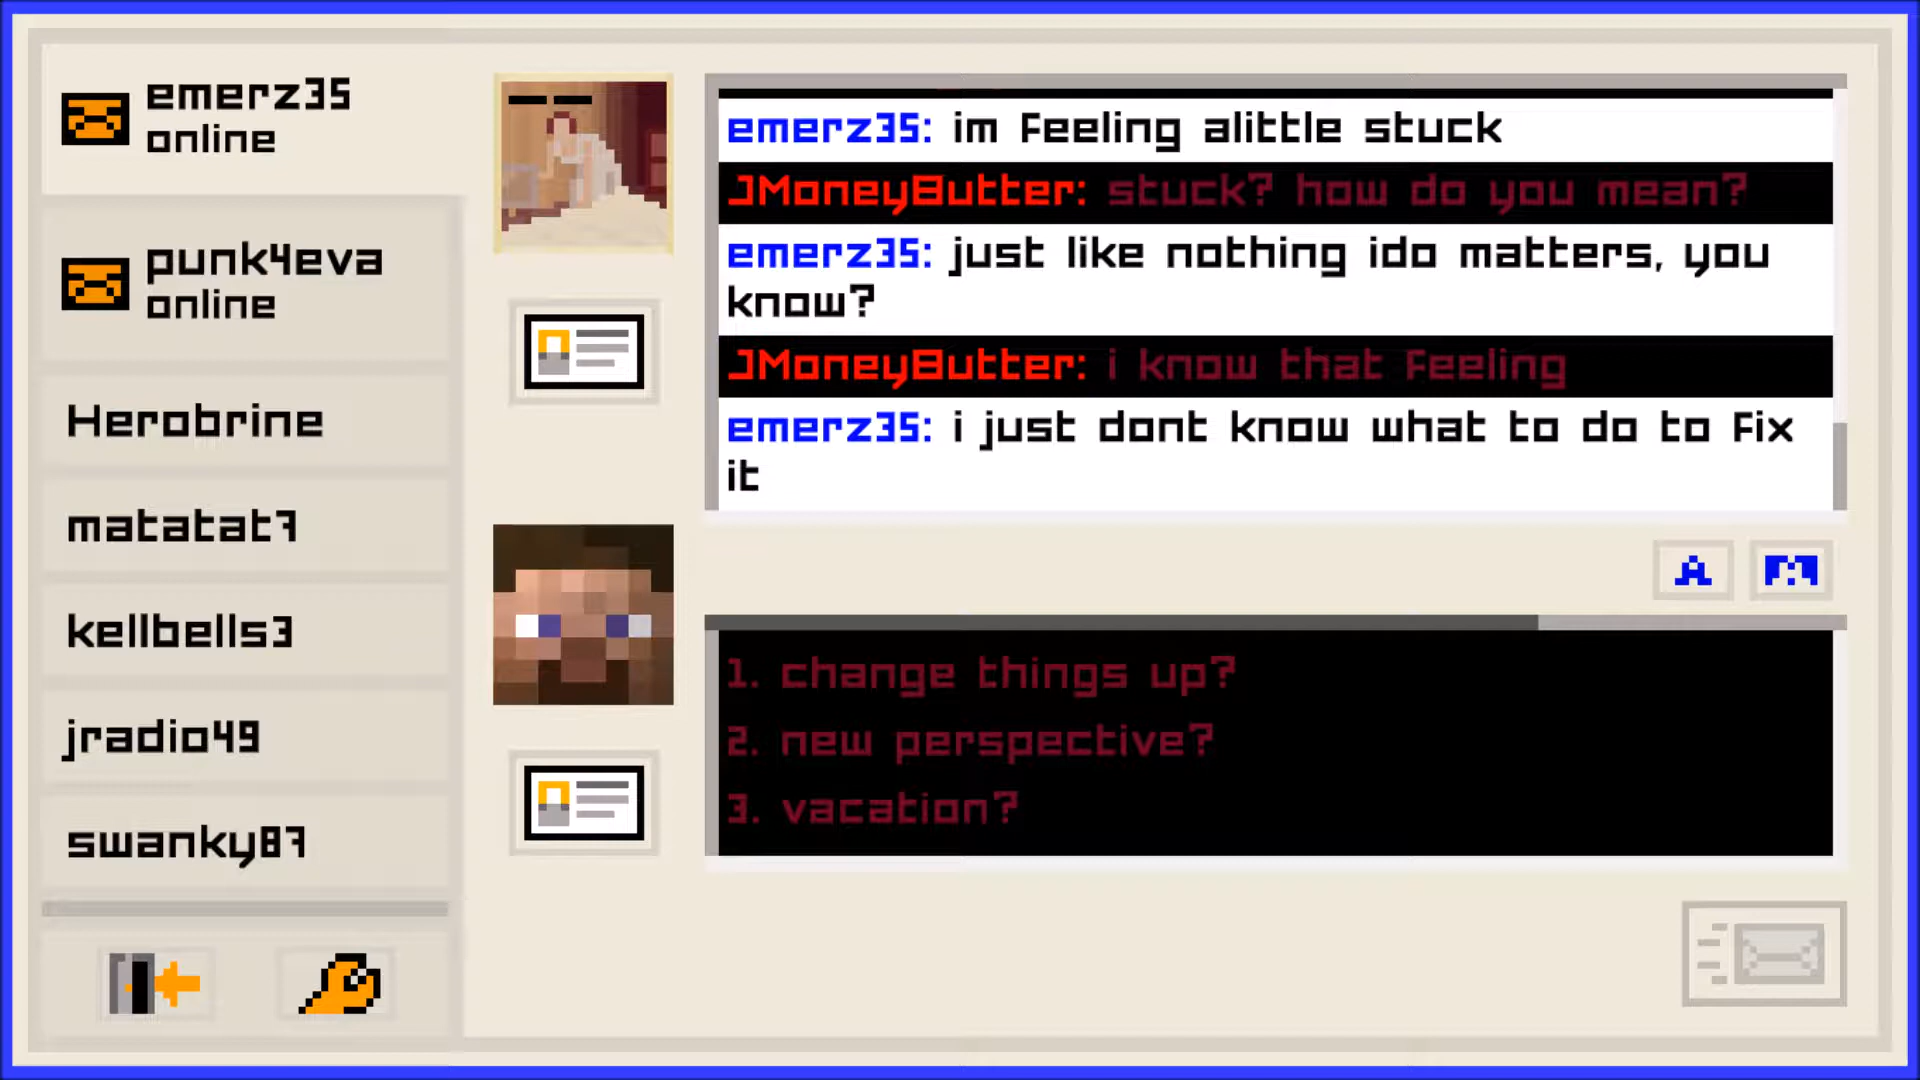 emerz35
online
punk4eva
online
Herobrine
matatat7
kellbells3
jradio49
swanky87
emerz35: im feeling alittle stuck
JMoneyButter: stuck? how do you mean?
emerz35: just like nothing ido matters, you
know?
JMoneyButter: i know that feeling
emerz35: i just dont know what to do to fix
it
A
1. change things up?
2. new perspective?
3. vacation?